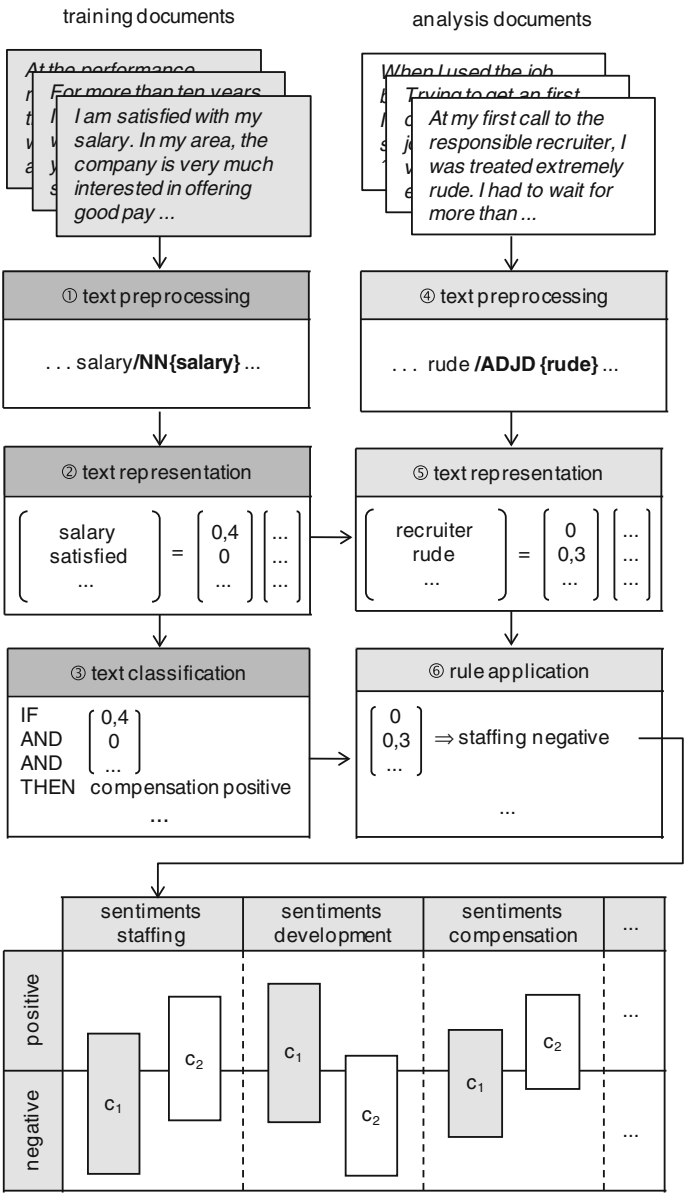 training documents
analysis documents
At the performance
For more than ten years
I am satisfied with my
salary. In my area, the
company is very much
interested in offering
good pay ...
When I used the job
Trying to get an first
At my first call to the
responsible recruiter, I
was treated extremely
rude. I had to wait for
more than ...
① text preprocessing
. . . salary/NN{salary} ...
④ text preprocessing
. . . rude /ADJD {rude} ...
② text representation
salary
satisfied
...
=
0,4
0
...
...
...
...
⑤ text representation
recruiter
rude
...
=
0
0,3
...
...
...
...
③ text classification
IF
AND
AND
0,4
0
...
THEN compensation positive
...
⑥ rule application
0
0,3
...
⇒ staffing negative
...
sentiments
staffing
sentiments
development
sentiments
compensation
...
positive
c1
c2
c1
c2
c1
c2
...
negative
...